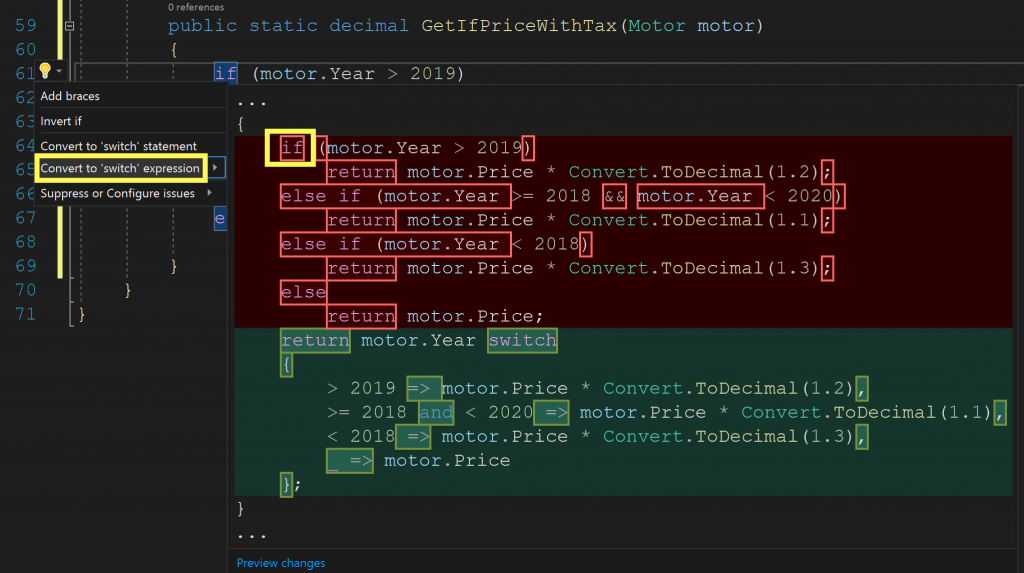 0 references
59 public static decimal GetIfPriceWithTax(Motor motor)
60 {
61 if (motor.Year > 2019)
62 Add braces
...
63 Invert if
{
64 Convert to 'switch' statement
if (motor.Year > 2019)
65 Convert to 'switch' expression
return motor.Price * Convert.ToDecimal(1.2);
66 Suppress or Configure issues
else if (motor.Year >= 2018 && motor.Year < 2020)
67 e
return motor.Price * Convert.ToDecimal(1.1);
68
else if (motor.Year < 2018)
69 }
return motor.Price * Convert.ToDecimal(1.3);
70 }
else
71 }
return motor.Price;
return motor.Year switch
{
> 2019 => motor.Price * Convert.ToDecimal(1.2),
>= 2018 and < 2020 => motor.Price * Convert.ToDecimal(1.1),
< 2018 => motor.Price * Convert.ToDecimal(1.3),
_ => motor.Price
};
}
...
Preview changes